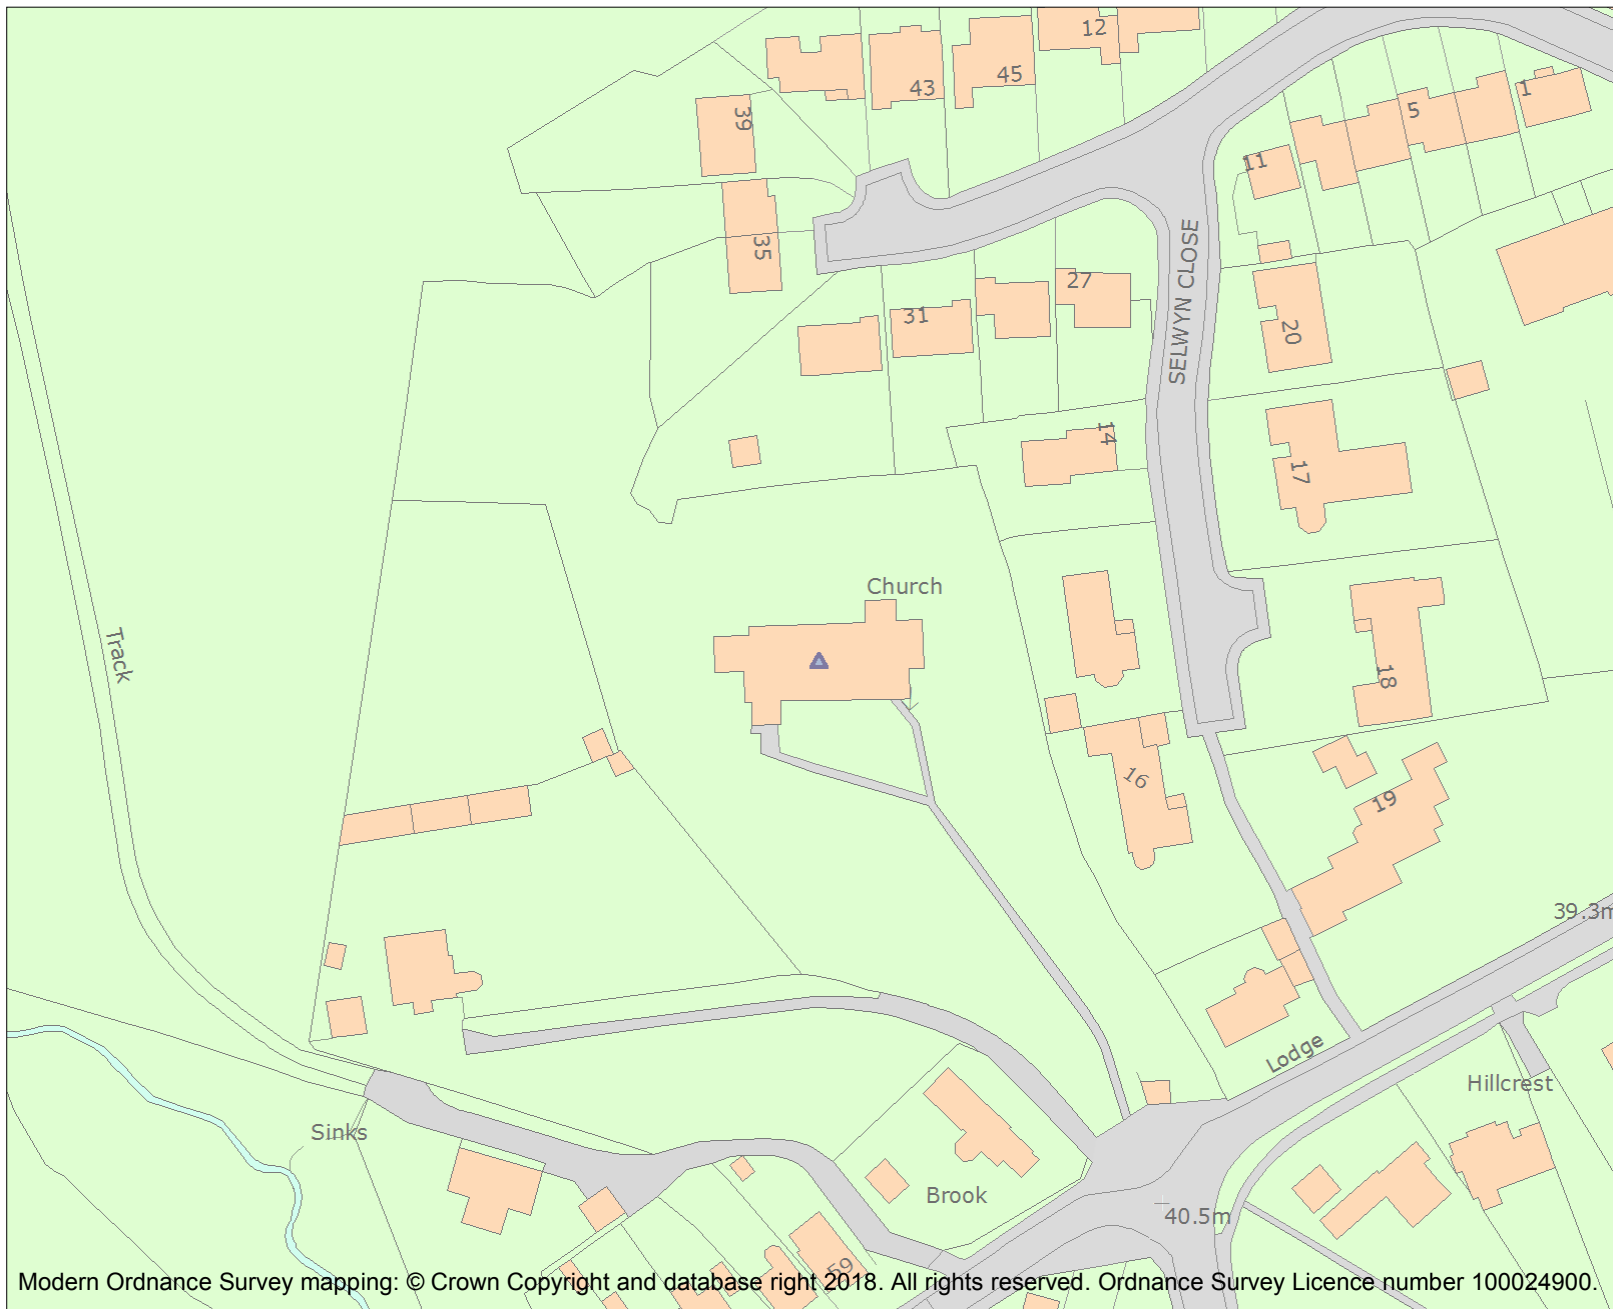 12
43
45
39
1
5
11
35
SELWYN CLOSE
27
31
20
14
17
Church
Track
18
16
19
39.3m
Lodge
Hillcrest
Sinks
Brook
40.5m
59
Modern Ordnance Survey mapping: © Crown Copyright and database right 2018. All rights reserved. Ordnance Survey Licence number 100024900.